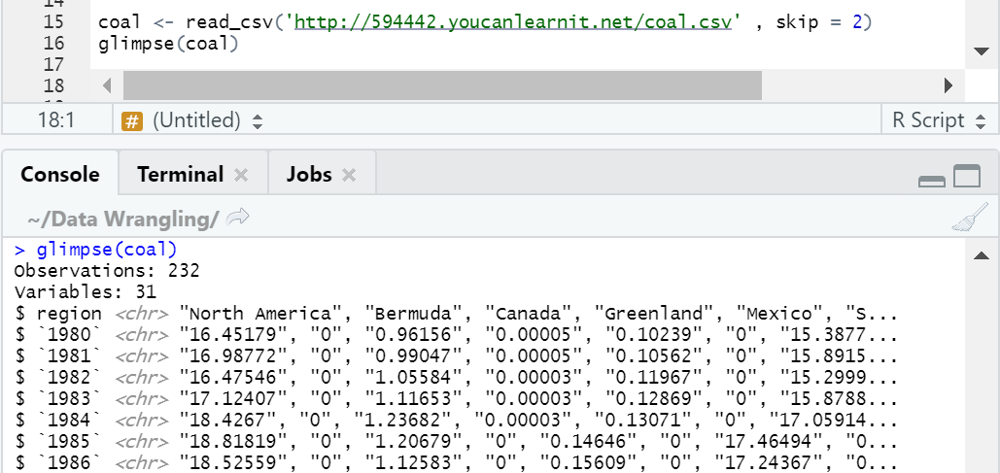 15 coal <- read_csv('http://594442.youcanlearnit.net/coal.csv' , skip = 2)
16 glimpse(coal)
17
18
18:1 # (Untitled) R Script
Console Terminal Jobs
~/Data Wrangling/
> glimpse(coal)
Observations: 232
Variables: 31
$ region <chr> "North America", "Bermuda", "Canada", "Greenland", "Mexico", "S...
$ `1980` <chr> "16.45179", "0", "0.96156", "0.00005", "0.10239", "0", "15.3877...
$ `1981` <chr> "16.98772", "0", "0.99047", "0.00005", "0.10562", "0", "15.8915...
$ `1982` <chr> "16.47546", "0", "1.05584", "0.00003", "0.11967", "0", "15.2999...
$ `1983` <chr> "17.12407", "0", "1.11653", "0.00003", "0.12869", "0", "15.8788...
$ `1984` <chr> "18.4267", "0", "1.23682", "0.00003", "0.13071", "0", "17.05914...
$ `1985` <chr> "18.81819", "0", "1.20679", "0", "0.14646", "0", "17.46494", "0...
$ `1986` <chr> "18.52559", "0", "1.12583", "0", "0.15609", "0", "17.24367", "0...